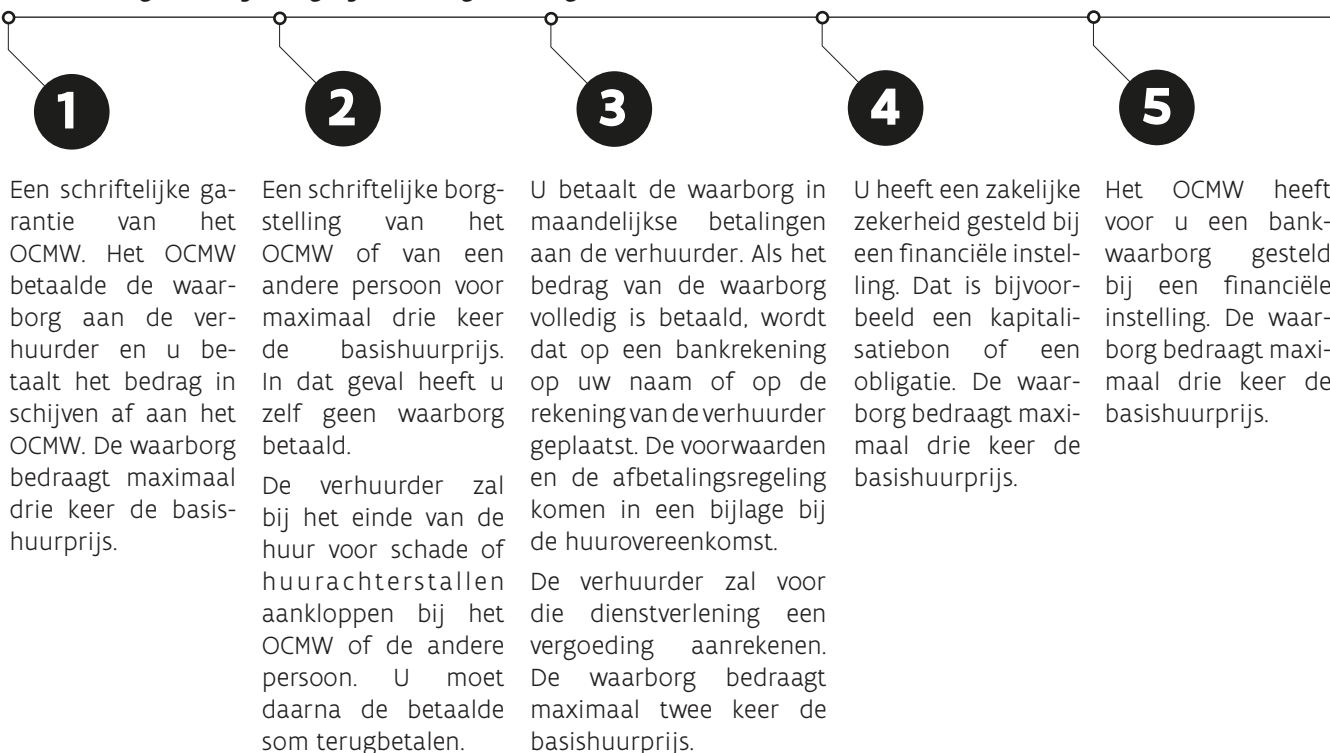 1
Een schriftelijke ga-
rantie van het
OCMW. Het OCMW
betaalde de waar-
borg aan de ver-
huurder en u be-
taalt het bedrag in
schijven af aan het
OCMW. De waarborg
bedraagt maximaal
drie keer de basis-
huurprijs.
2
Een schriftelijke borg-
stelling van het
OCMW of van een
andere persoon voor
maximaal drie keer
de basishuurprijs.
In dat geval heeft u
zelf geen waarborg
betaald.
De verhuurder zal
bij het einde van de
huur voor schade of
huurachterstallen
aankloppen bij het
OCMW of de andere
persoon. U moet
daarna de betaalde
som terugbetalen.
3
U betaalt de waarborg in
maandelijkse betalingen
aan de verhuurder. Als het
bedrag van de waarborg
volledig is betaald, wordt
dat op een bankrekening
op uw naam of op de
rekening van de verhuurder
geplaatst. De voorwaarden
en de afbetalingsregeling
komen in een bijlage bij
de huurovereenkomst.
De verhuurder zal voor
die dienstverlening een
vergoeding aanrekenen.
De waarborg bedraagt
maximaal twee keer de
basishuurprijs.
4
U heeft een zakelijke
zekerheid gesteld bij
een financiële instel-
ling. Dat is bijvoor-
beeld een kapitali-
satiebon of een
obligatie. De waar-
borg bedraagt maxi-
maal drie keer de
basishuurprijs.
5
Het OCMW heeft
voor u een bank-
waarborg gesteld
bij een financiële
instelling. De waar-
borg bedraagt maxi-
maal drie keer de
basishuurprijs.